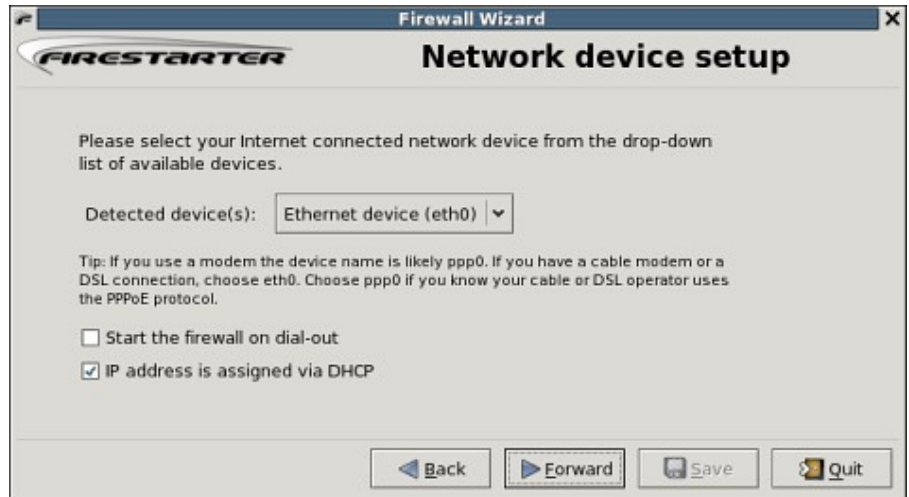 Firewall Wizard
FIRESTARTER
Network device setup
Please select your Internet connected network device from the drop-down
list of available devices.
Detected device(s): Ethernet device (eth0)
Tip: If you use a modem the device name is likely ppp0. If you have a cable modem or a
DSL connection, choose eth0. Choose ppp0 if you know your cable or DSL operator uses
the PPPoE protocol.
Start the firewall on dial-out
IP address is assigned via DHCP
Back Forward Save Quit